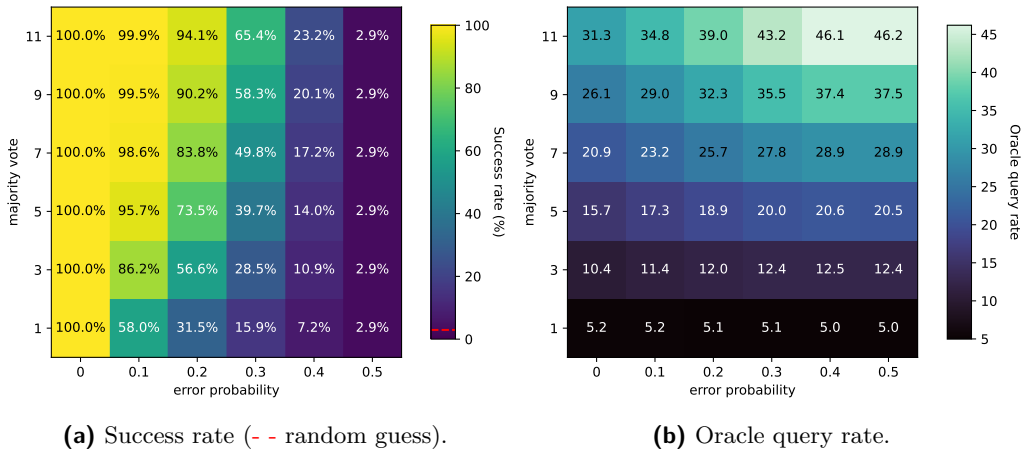 11
9
7
5
3
1
majority vote
100.0% 99.9% 94.1% 65.4% 23.2% 2.9%
100.0% 99.5% 90.2% 58.3% 20.1% 2.9%
100.0% 98.6% 83.8% 49.8% 17.2% 2.9%
100.0% 95.7% 73.5% 39.7% 14.0% 2.9%
100.0% 86.2% 56.6% 28.5% 10.9% 2.9%
100.0% 58.0% 31.5% 15.9% 7.2% 2.9%
0 0.1 0.2 0.3 0.4 0.5
error probability
100
80
60
40
20
0
Success rate (%)
(a) Success rate (- - random guess).
11
9
7
5
3
1
majority vote
31.3 34.8 39.0 43.2 46.1 46.2
26.1 29.0 32.3 35.5 37.4 37.5
20.9 23.2 25.7 27.8 28.9 28.9
15.7 17.3 18.9 20.0 20.6 20.5
10.4 11.4 12.0 12.4 12.5 12.4
5.2 5.2 5.1 5.1 5.0 5.0
0 0.1 0.2 0.3 0.4 0.5
error probability
45
40
35
30
25
20
15
10
5
Oracle query rate
(b) Oracle query rate.